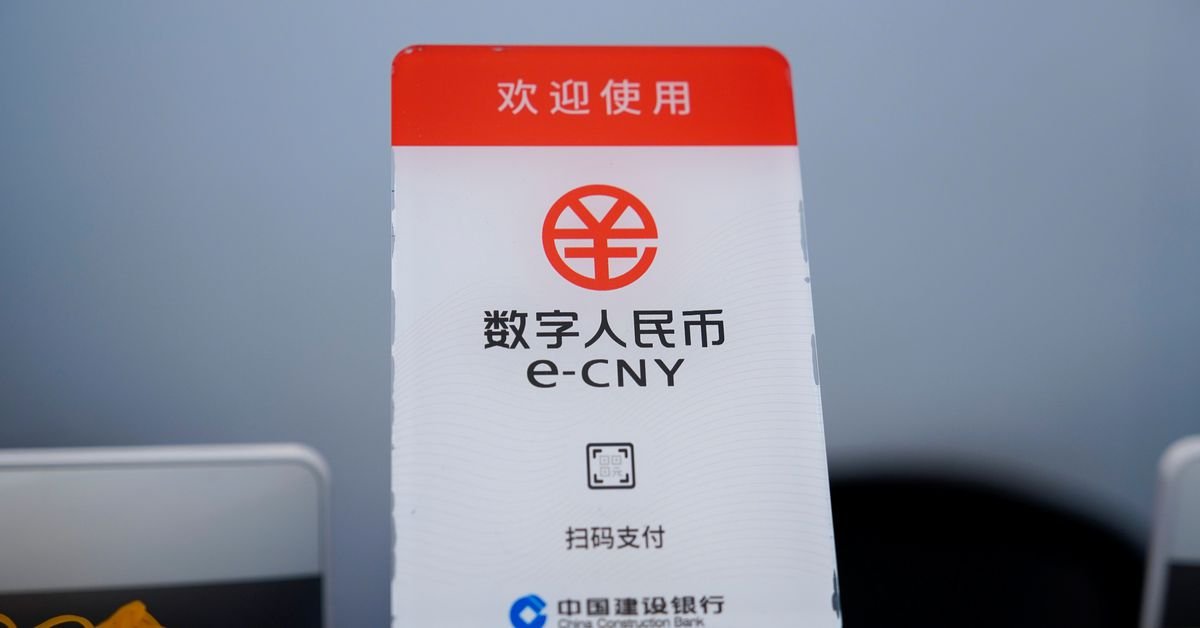 欢迎使用
数字人民币
e-CNY
扫码支付
中国建设银行
China Construction Bank